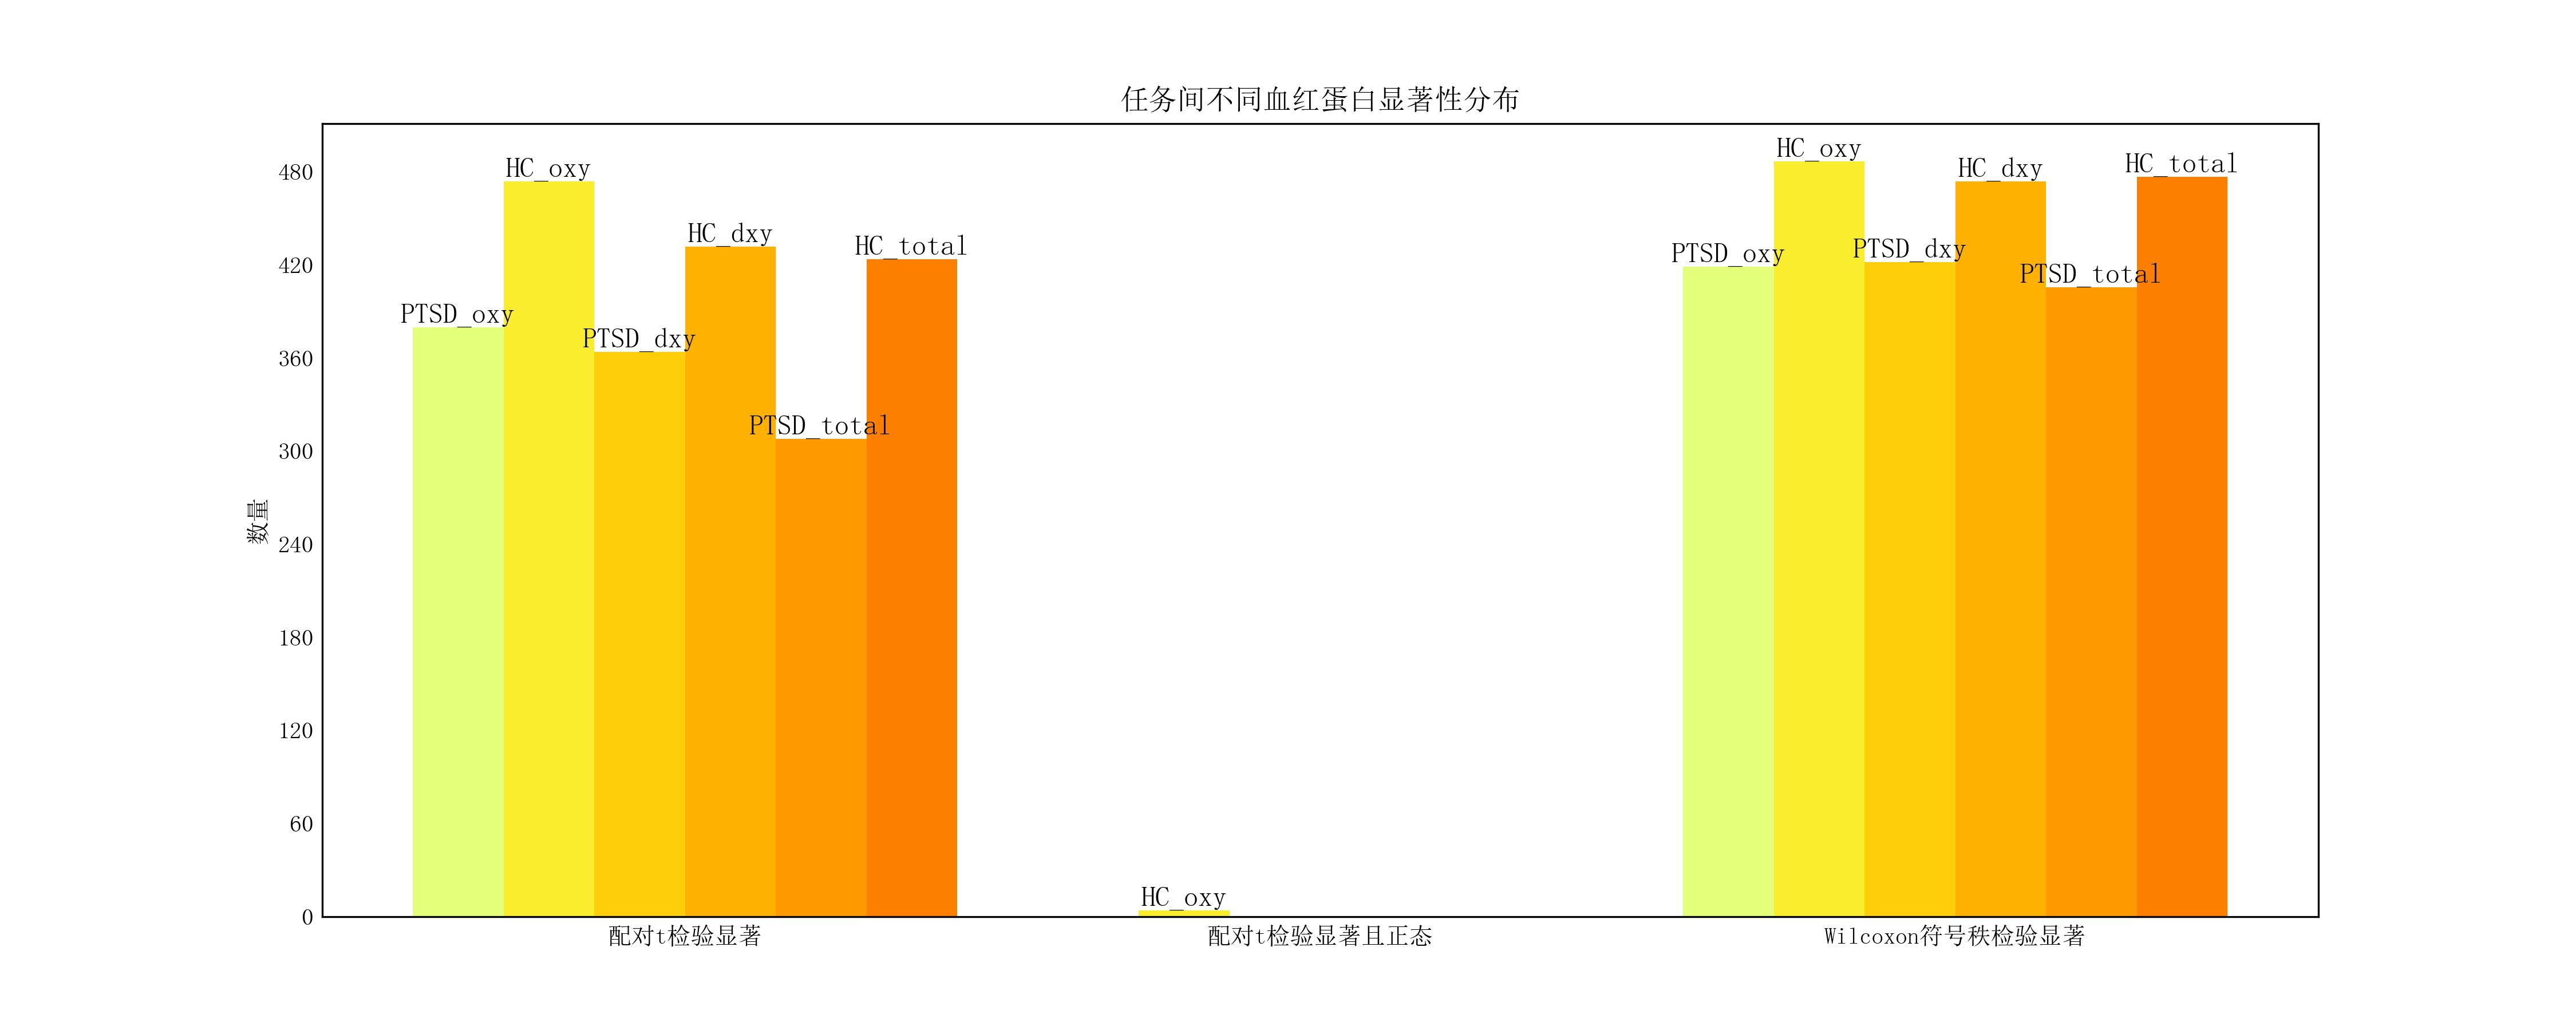 任务间不同血红蛋白显著性分布
数量
480
420
360
300
240
180
120
60
0
PTSD_oxy
HC_oxy
PTSD_dxy
HC_dxy
PTSD_total
HC_total
HC_oxy
PTSD_oxy
HC_oxy
PTSD_dxy
HC_dxy
PTSD_total
HC_total
配对t检验显著
配对t检验显著且正态
Wilcoxon符号秩检验显著